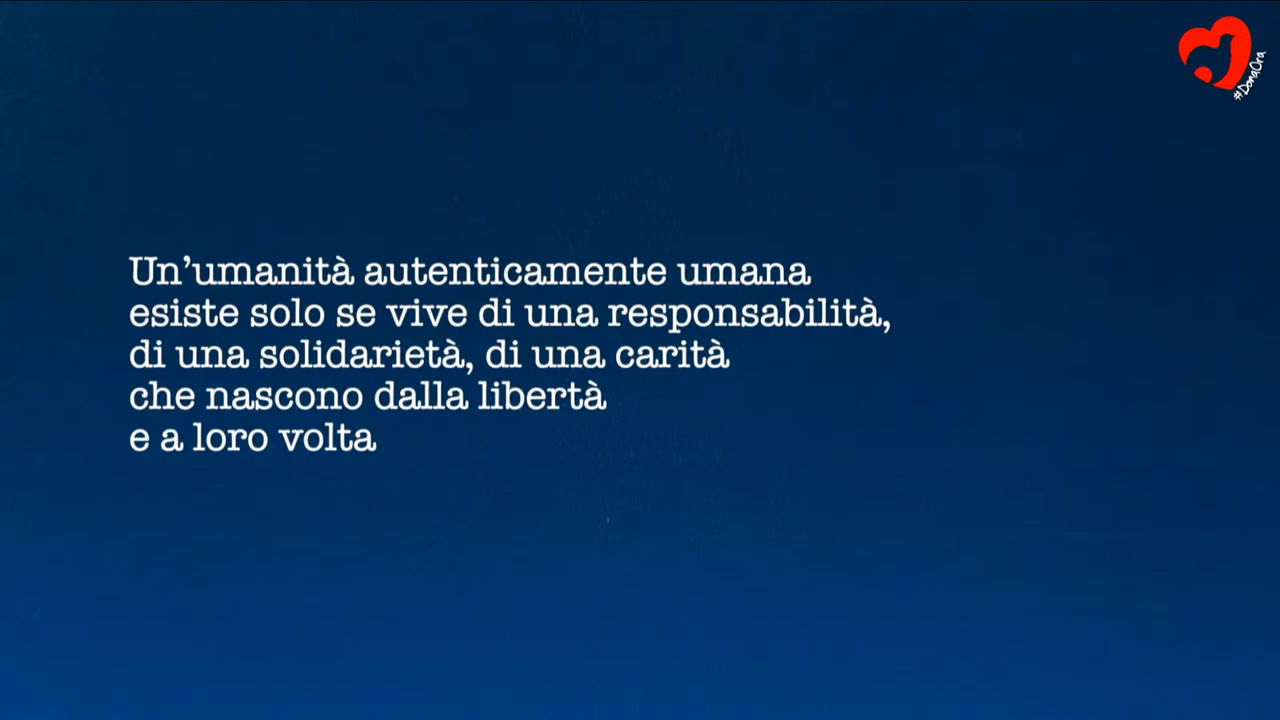 #DonaOra
Un’umanità autenticamente umana
esiste solo se vive di una responsabilità,
di una solidarietà, di una carità
che nascono dalla libertà
e a loro volta